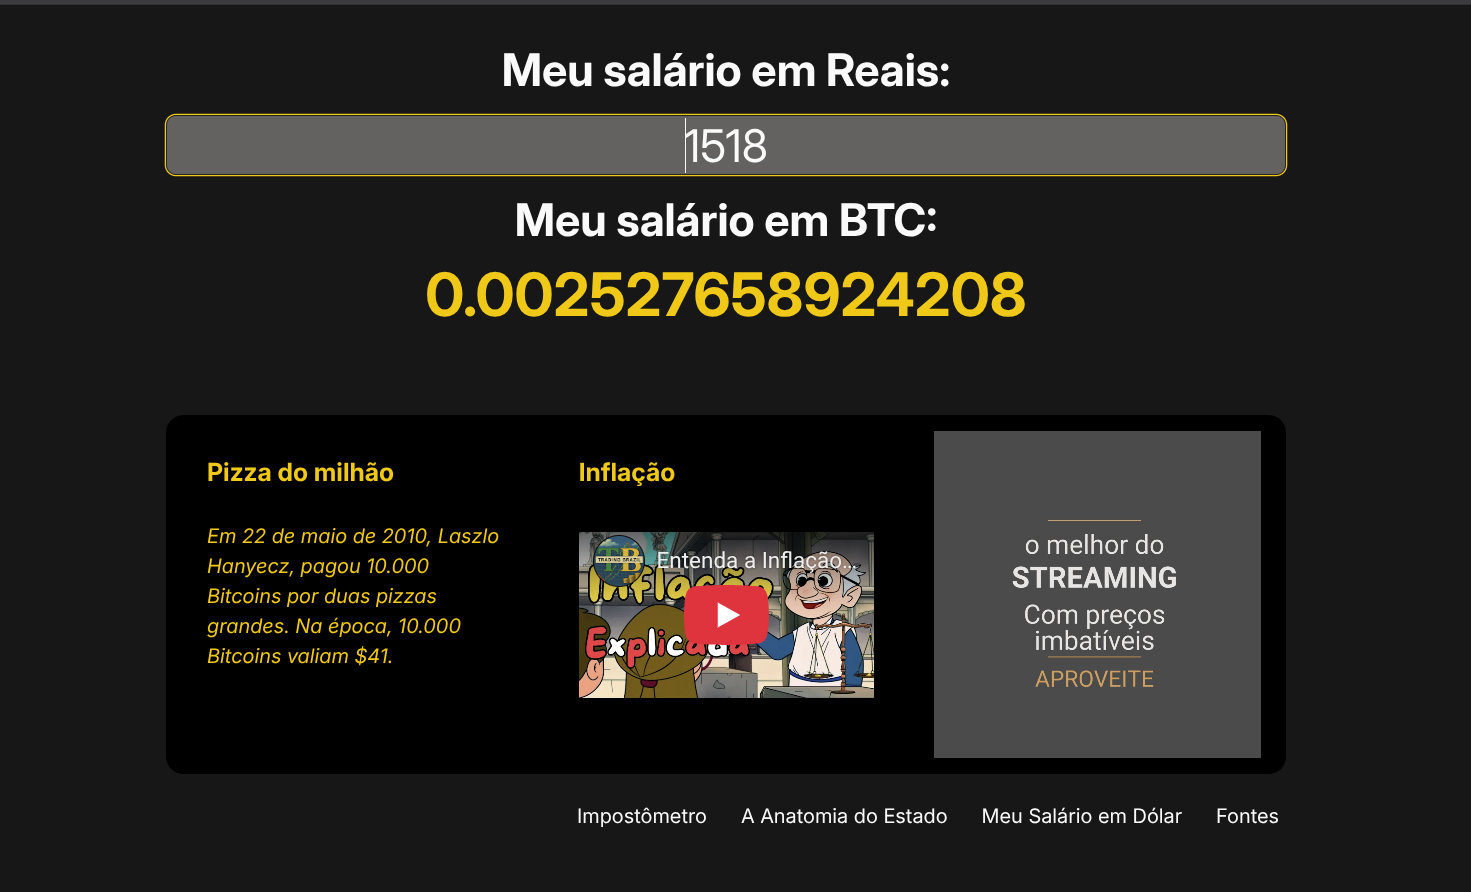 Meu salário em Reais:
1518
Meu salário em BTC:
0.002527658924208
Pizza do milhão
Em 22 de maio de 2010, Laszlo
Hanyecz, pagou 10.000
Bitcoins por duas pizzas
grandes. Na época, 10.000
Bitcoins valiam $41.
Inflação
TB
TRADING BRAZIL
Entenda a Inflação...
Inflação
Explicada
o melhor do
STREAMING
Com preços
imbatíveis
APROVEITE
Impostômetro
A Anatomia do Estado
Meu Salário em Dólar
Fontes